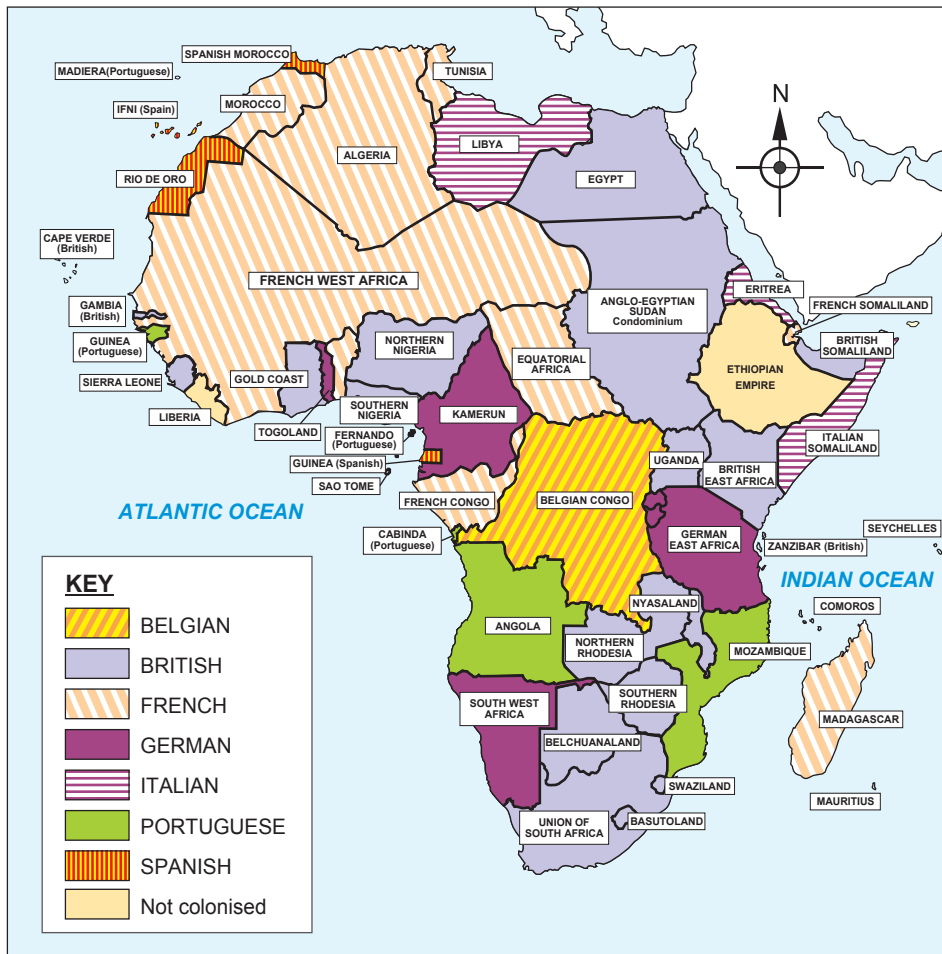 SPANISH MOROCCO
MADIERA(Portuguese)
TUNISIA
N
MOROCCO
IFNI (Spain)
ALGERIA
LIBYA
EGYPT
RIO DE ORO
CAPE VERDE
(British)
FRENCH WEST AFRICA
ERITREA
ANGLO-EGYPTIAN
SUDAN
Condominium
FRENCH SOMALILAND
GAMBIA
(British)
GUINEA
(Portuguese)
NORTHERN
NIGERIA
BRITISH
SOMALILAND
EQUATORIAL
AFRICA
ETHIOPIAN
EMPIRE
SIERRA LEONE
GOLD COAST
LIBERIA
SOUTHERN
NIGERIA
KAMERUN
TOGOLAND
FERNANDO
(Portuguese)
ITALIAN
SOMALILAND
UGANDA
BRITISH
EAST AFRICA
GUINEA (Spanish)
SAO TOME
FRENCH CONGO
BELGIAN CONGO
ATLANTIC OCEAN
SEYCHELLES
GERMAN
EAST AFRICA
CABINDA
(Portuguese)
ZANZIBAR (British)
INDIAN OCEAN
COMOROS
NYASALAND
ANGOLA
NORTHERN
RHODESIA
MOZAMBIQUE
SOUTH WEST
AFRICA
SOUTHERN
RHODESIA
MADAGASCAR
BELCHUANALAND
SWAZILAND
MAURITIUS
UNION OF
SOUTH AFRICA
BASUTOLAND
KEY
BELGIAN
BRITISH
FRENCH
GERMAN
ITALIAN
PORTUGUESE
SPANISH
Not colonised